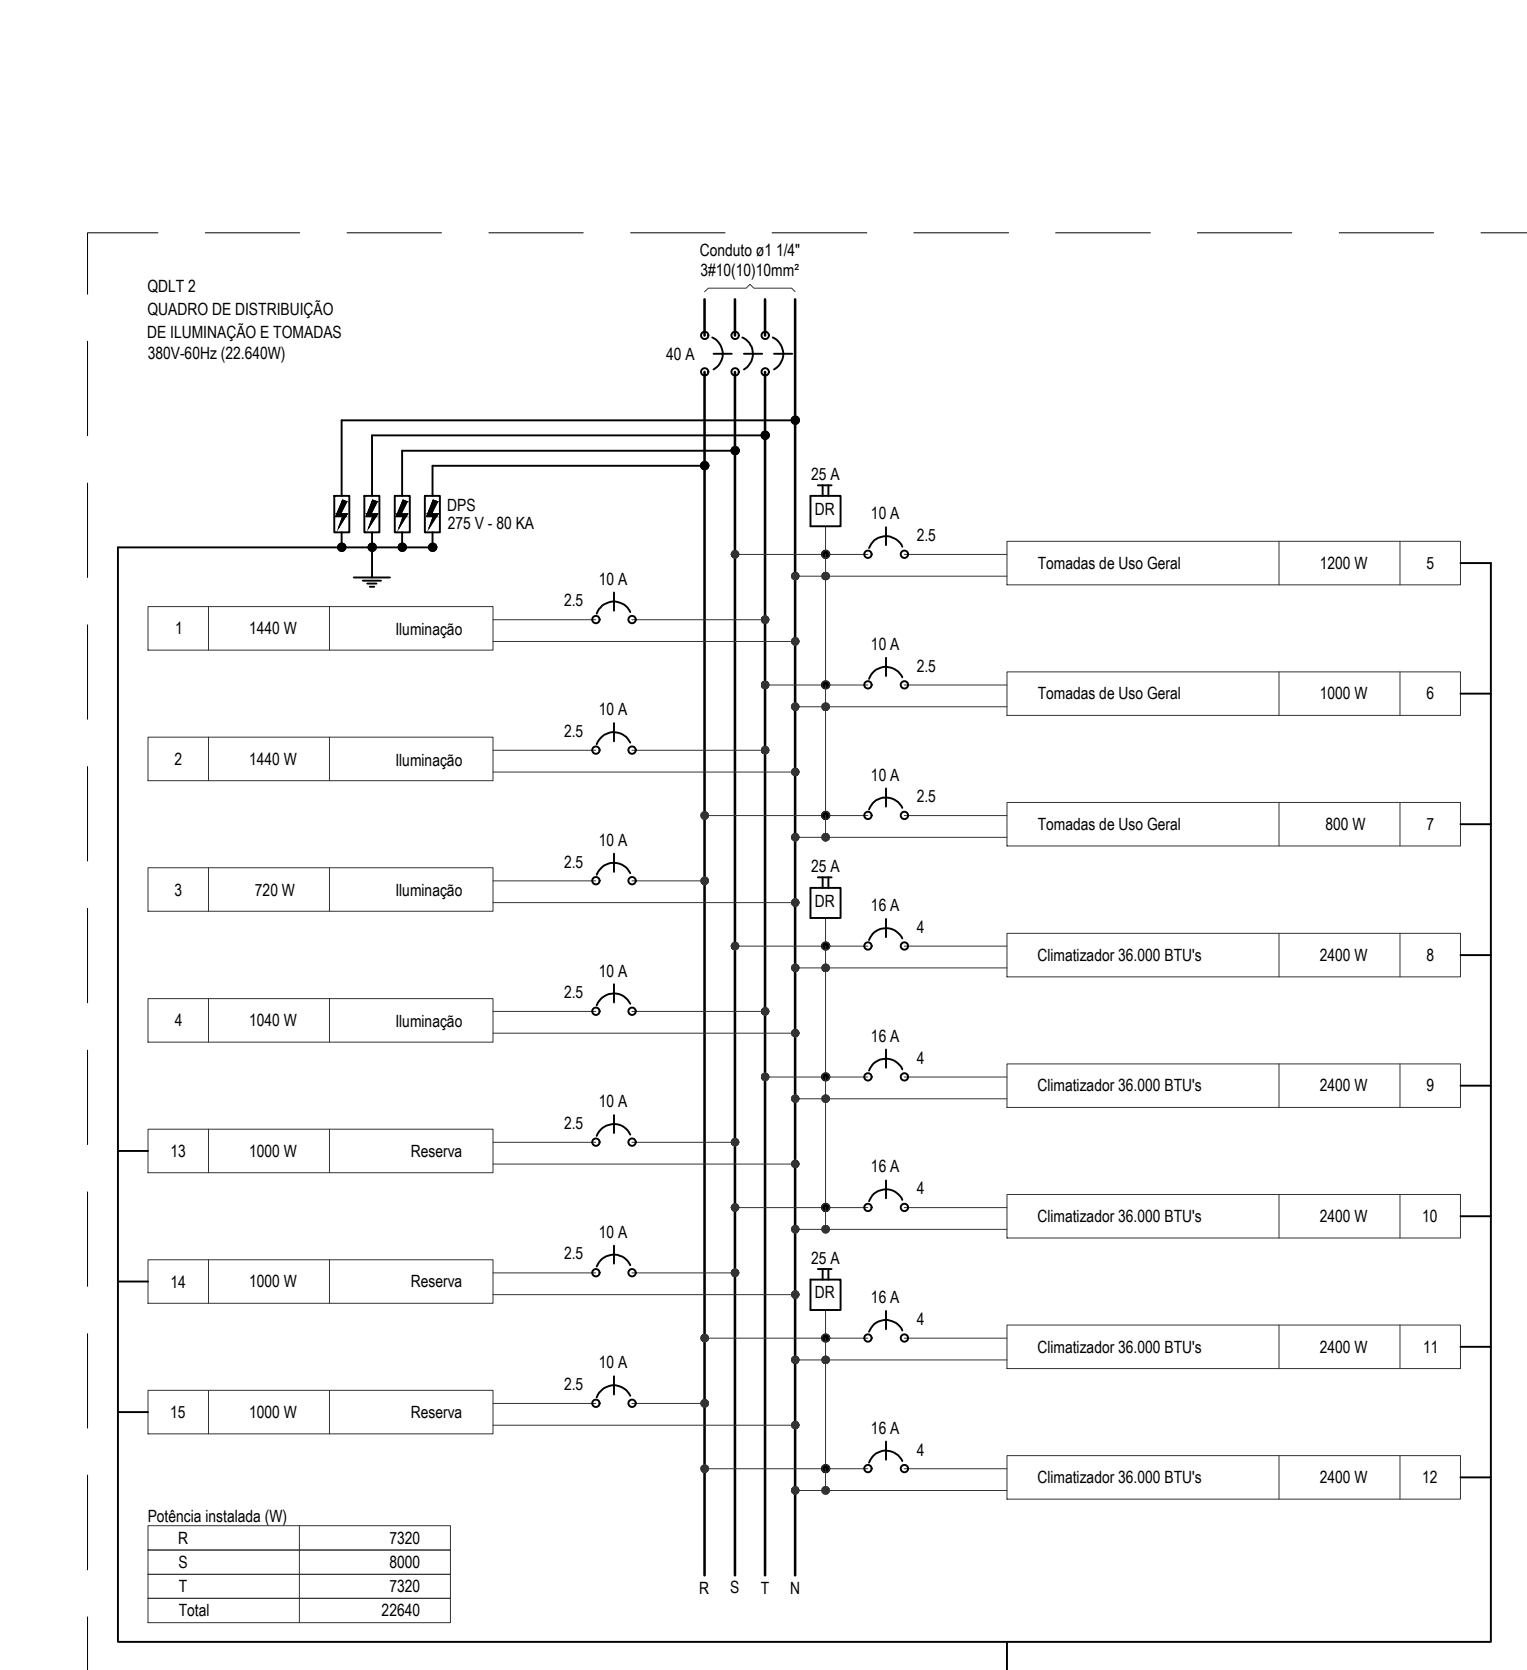 Conduto ø1 1/4"
3#10(10)10mm²
QDLT 2
QUADRO DE DISTRIBUIÇÃO
DE ILUMINAÇÃO E TOMADAS
380V-60Hz (22.640W)
40 A
DPS
275 V - 80 KA
25 A
DR
10 A
2.5
Tomadas de Uso Geral 1200 W 5
10 A
2.5
1 1440 W Iluminação
10 A
2.5
Tomadas de Uso Geral 1000 W 6
10 A
2.5
2 1440 W Iluminação
10 A
2.5
Tomadas de Uso Geral 800 W 7
10 A
2.5
3 720 W Iluminação
25 A
DR
16 A
4
Climatizador 36.000 BTU's 2400 W 8
10 A
2.5
4 1040 W Iluminação
16 A
4
Climatizador 36.000 BTU's 2400 W 9
10 A
2.5
13 1000 W Reserva
16 A
4
Climatizador 36.000 BTU's 2400 W 10
10 A
2.5
14 1000 W Reserva
25 A
DR
16 A
4
Climatizador 36.000 BTU's 2400 W 11
10 A
2.5
15 1000 W Reserva
16 A
4
Climatizador 36.000 BTU's 2400 W 12
Potência instalada (W)
R 7320
S 8000
T 7320
Total 22640
R S T N